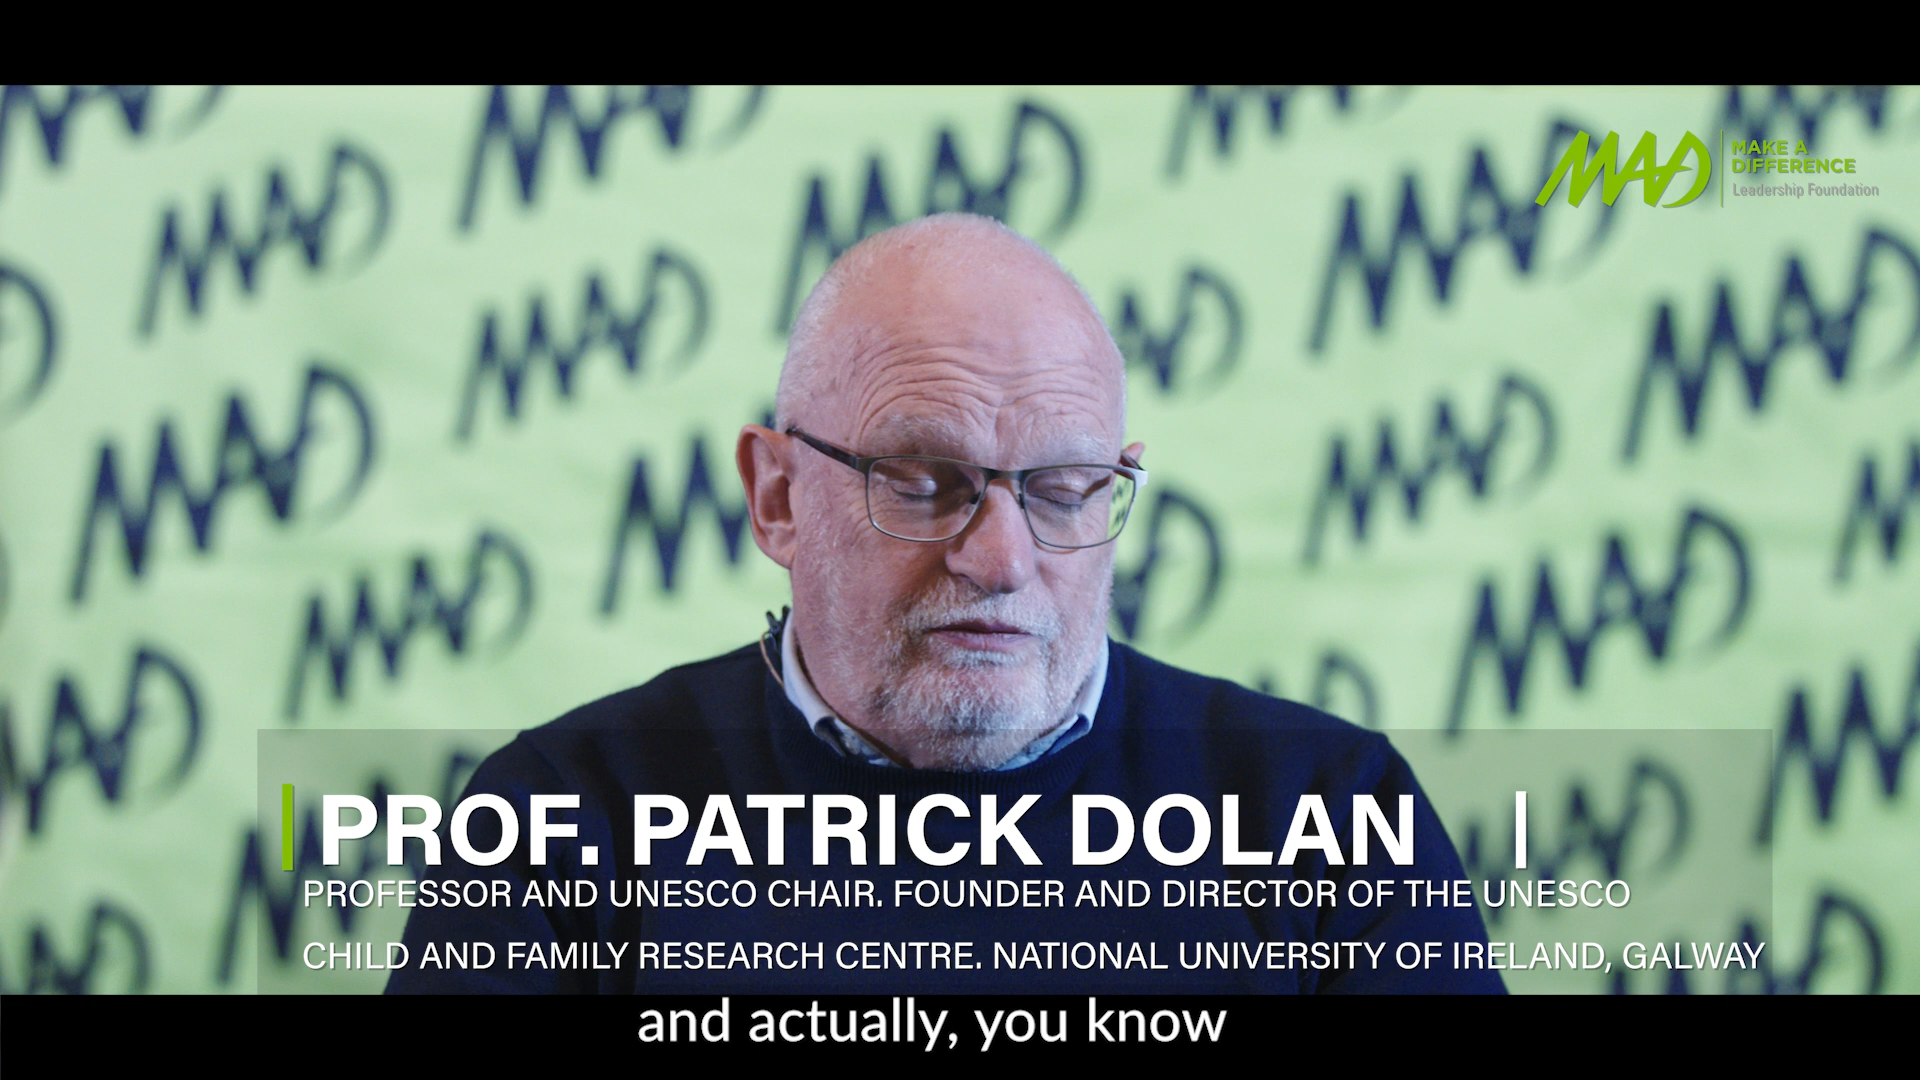 MAD
MAKE A
DIFFERENCE
Leadership Foundation
PROF. PATRICK DOLAN
PROFESSOR AND UNESCO CHAIR. FOUNDER AND DIRECTOR OF THE UNESCO
CHILD AND FAMILY RESEARCH CENTRE. NATIONAL UNIVERSITY OF IRELAND, GALWAY
and actually, you know